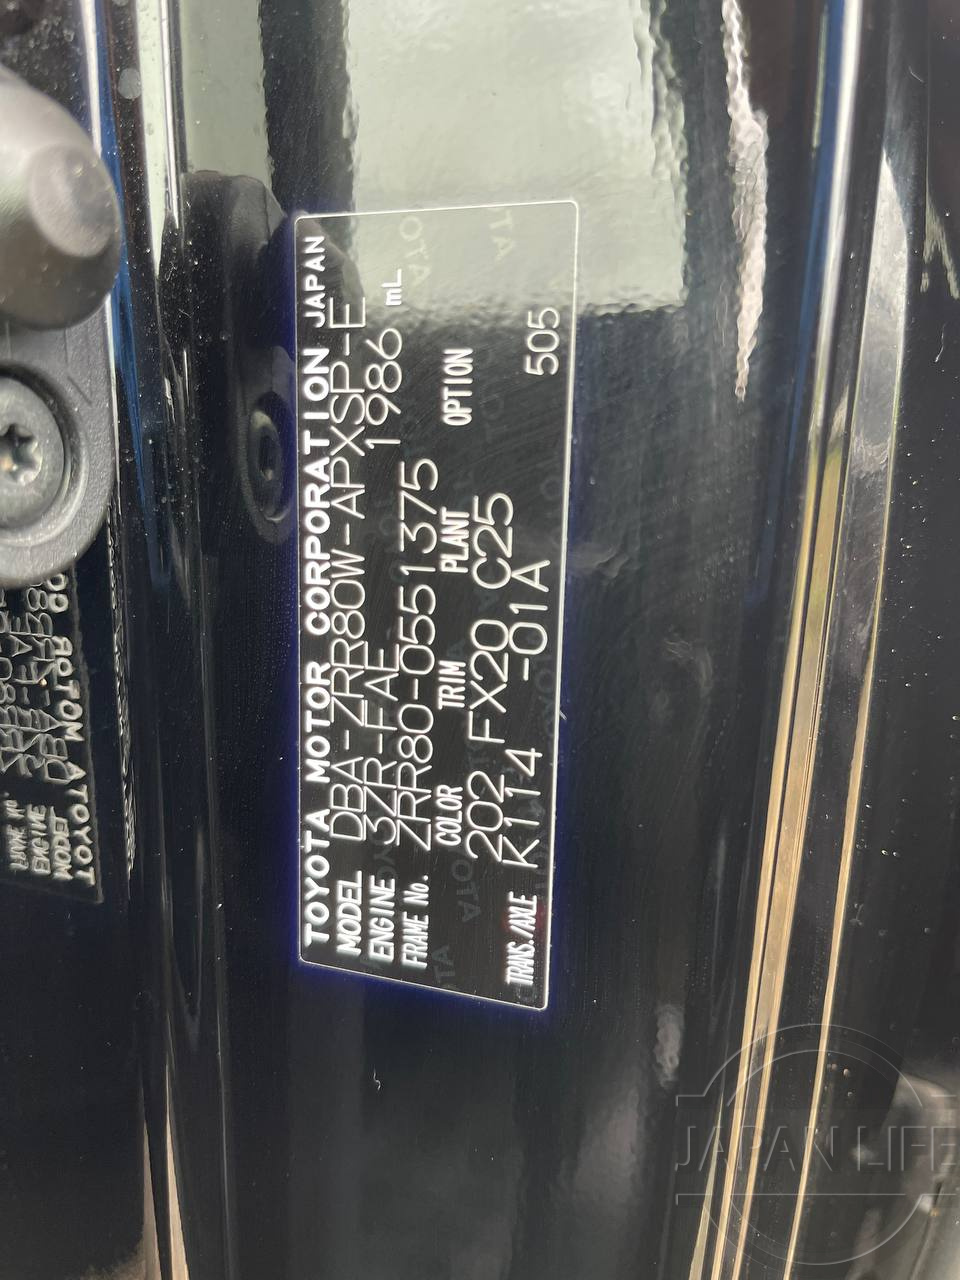 TOYOTA MOTOR CORPORATION JAPAN
MODEL DBA-ZRR80W-APXSP-E
ENGINE 3ZR-FAE 1986 mL
FRAME No. ZRR80-0551375
COLOR TRIM PLANT OPTION
202 FX20 C25 505
TRANS./AXLE K114 -01A
JAPAN LIFE